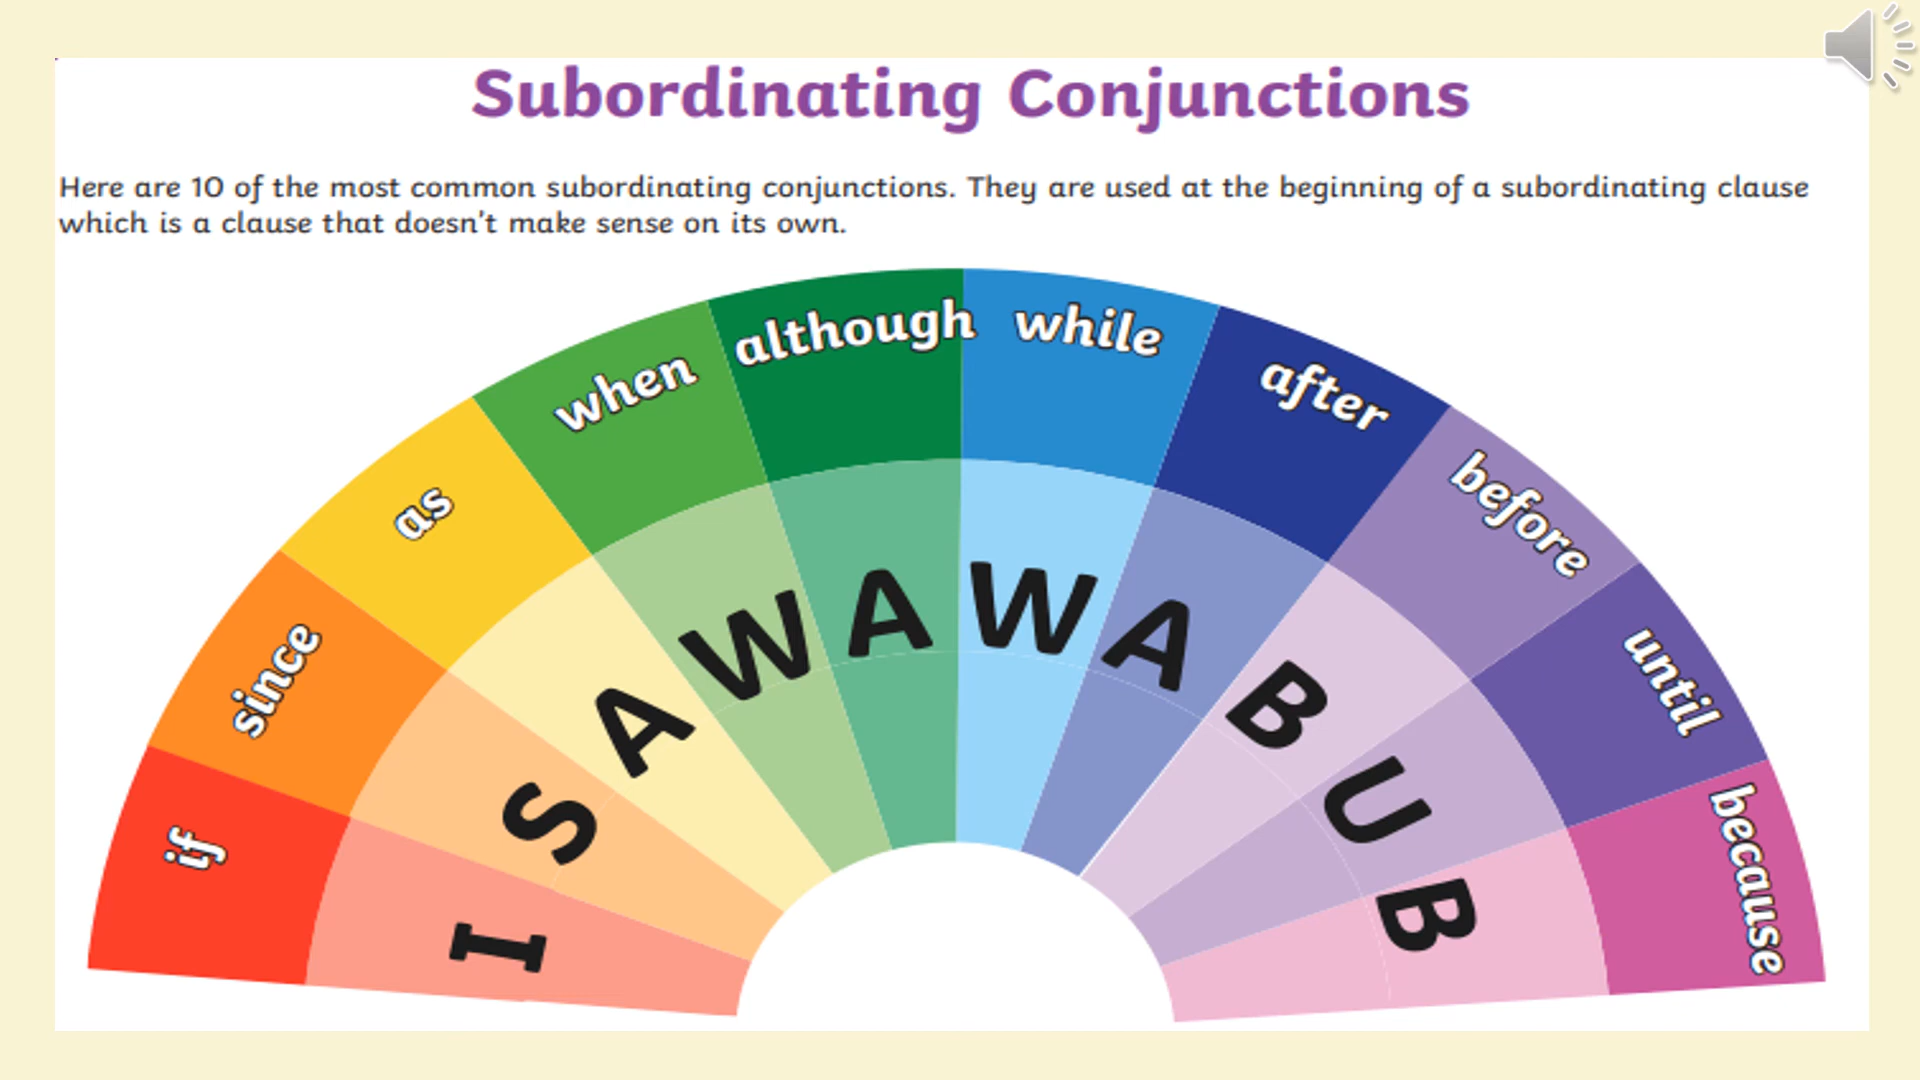 Subordinating Conjunctions
Here are 10 of the most common subordinating conjunctions. They are used at the beginning of a subordinating clause
which is a clause that doesn't make sense on its own.
if
since
as
when
although
while
after
before
until
because
I S A W A W A B U B